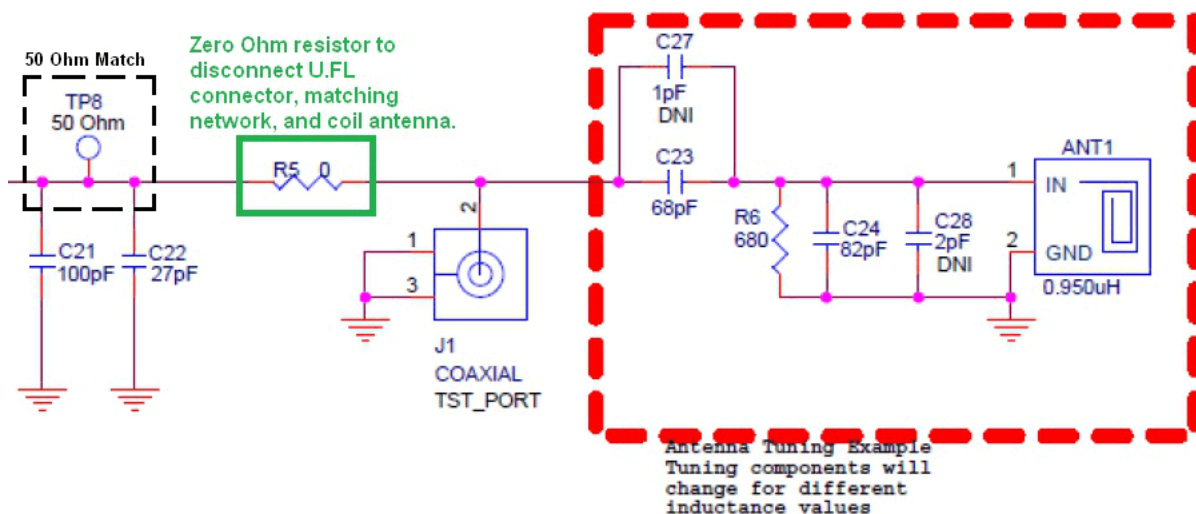 50 Ohm Match
TP8
50 Ohm
Zero Ohm resistor to
disconnect U.FL
connector, matching
network, and coil antenna.
R5 0
C21
100pF
C22
27pF
2
1
3
J1
COAXIAL
TST_PORT
C27
1pF
DNI
C23
68pF
R6
680
C24
82pF
C28
2pF
DNI
1
2
ANT1
IN
GND
0.950uH
Antenna Tuning Example
Tuning components will
change for different
inductance values